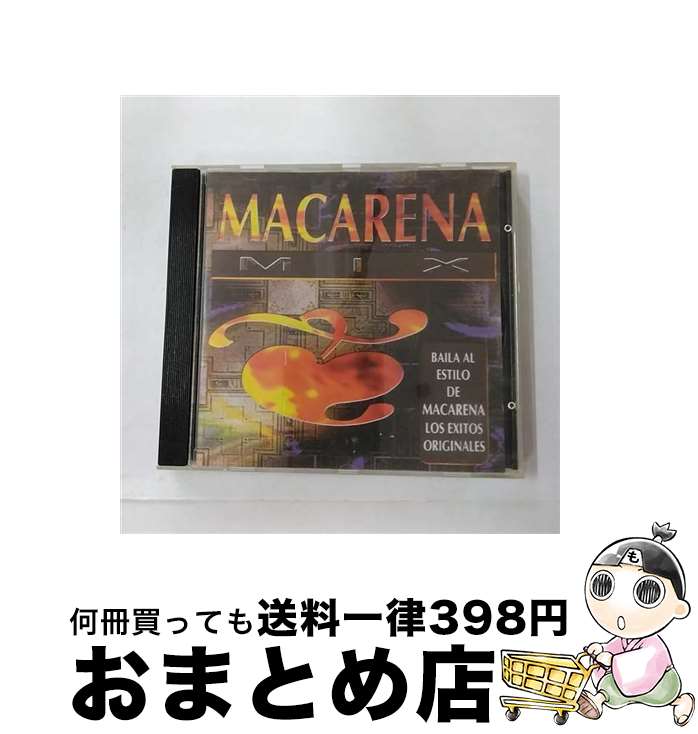 MACARENA
MIX
BAILA AL
ESTILO
DE
MACARENA
LOS EXITOS
ORIGINALES
何冊買っても送料一律398円
おまとめ店
も